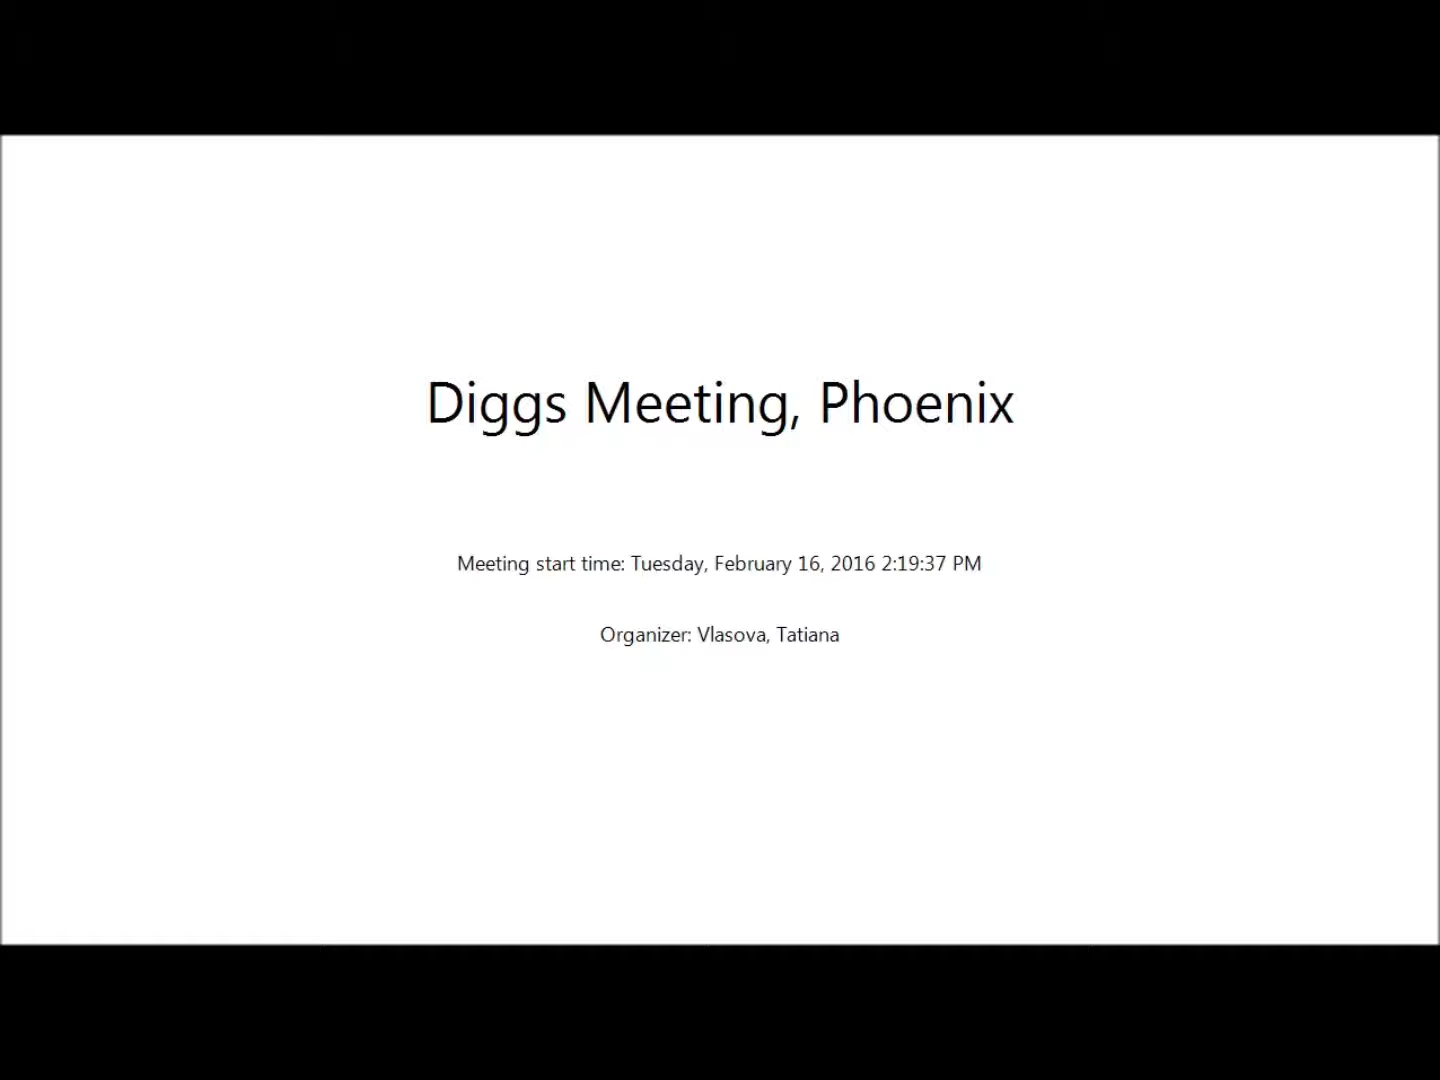 Diggs Meeting, Phoenix
Meeting start time: Tuesday, February 16, 2016 2:19:37 PM
Organizer: Vlasova, Tatiana